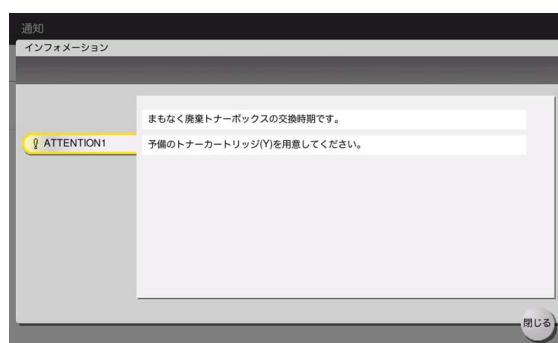 通知
インフォメーション
まもなく廃棄トナーボックスの交換時期です。
ATTENTION1
予備のトナーカートリッジ(Y)を用意してください。
閉じる